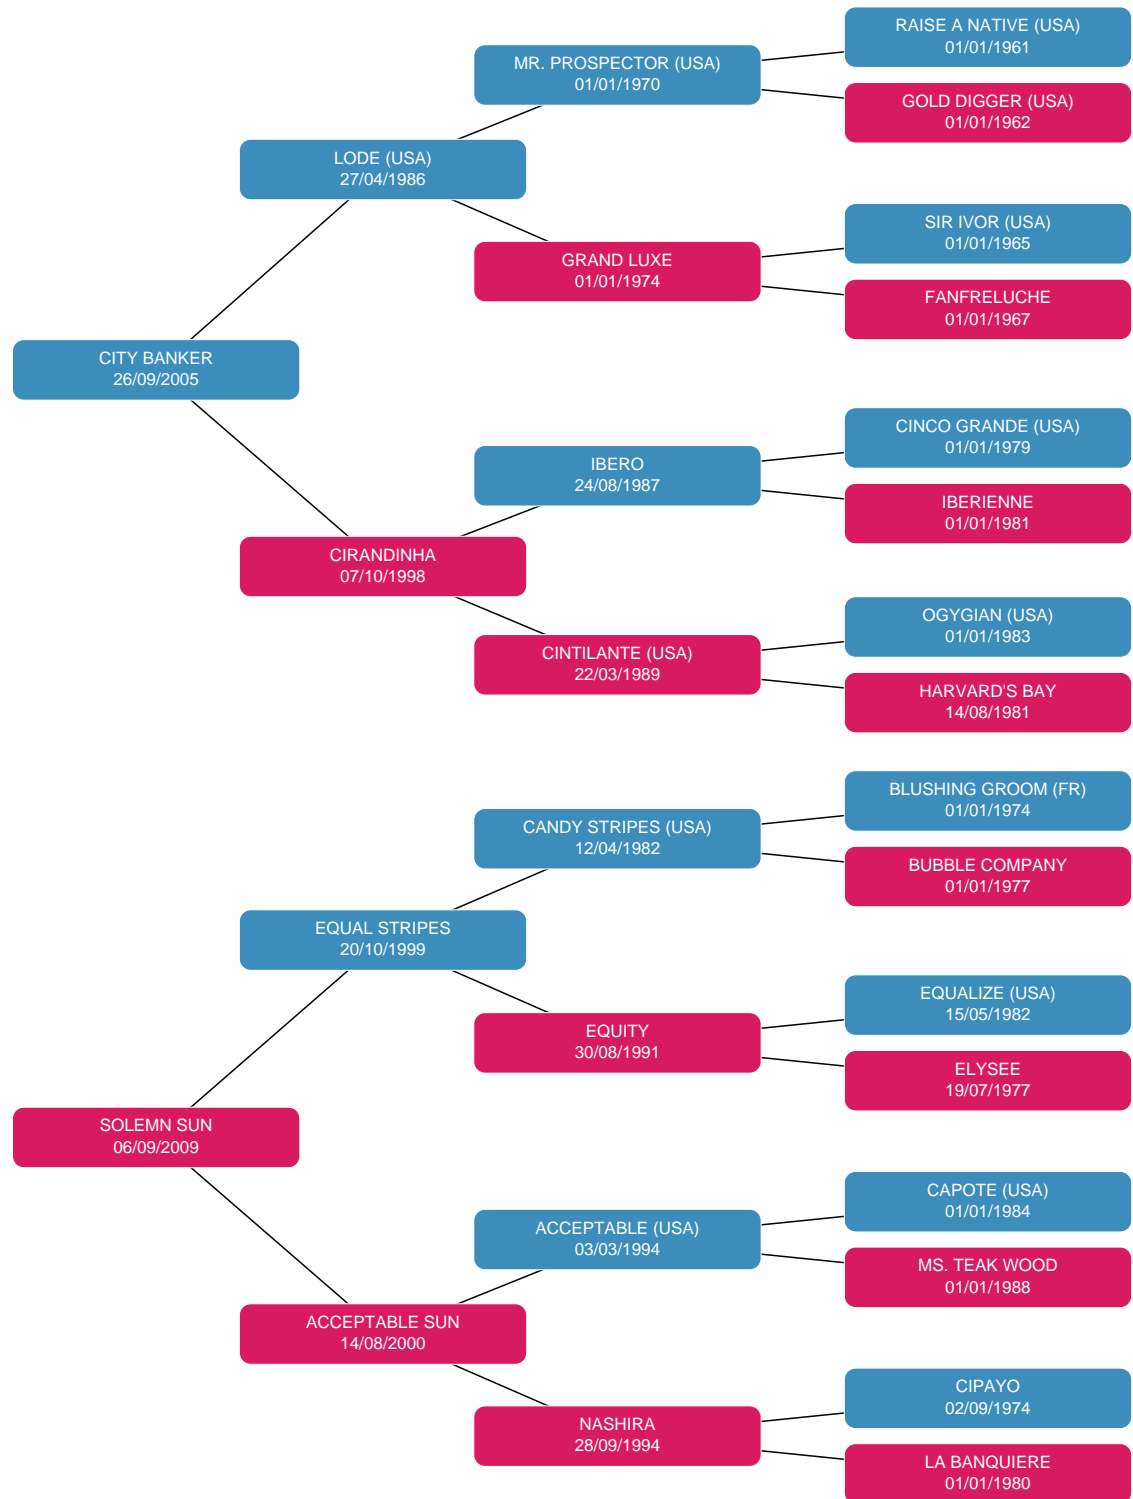 RAISE A NATIVE (USA)
01/01/1961
MR. PROSPECTOR (USA)
01/01/1970
GOLD DIGGER (USA)
01/01/1962
LODE (USA)
27/04/1986
SIR IVOR (USA)
01/01/1965
GRAND LUXE
01/01/1974
FANFRELUCHE
01/01/1967
CITY BANKER
26/09/2005
CINCO GRANDE (USA)
01/01/1979
IBERO
24/08/1987
IBERIENNE
01/01/1981
CIRANDINHA
07/10/1998
OGYGIAN (USA)
01/01/1983
CINTILANTE (USA)
22/03/1989
HARVARD'S BAY
14/08/1981
BLUSHING GROOM (FR)
01/01/1974
CANDY STRIPES (USA)
12/04/1982
BUBBLE COMPANY
01/01/1977
EQUAL STRIPES
20/10/1999
EQUALIZE (USA)
15/05/1982
EQUITY
30/08/1991
ELYSEE
19/07/1977
SOLEMN SUN
06/09/2009
CAPOTE (USA)
01/01/1984
ACCEPTABLE (USA)
03/03/1994
MS. TEAK WOOD
01/01/1988
ACCEPTABLE SUN
14/08/2000
CIPAYO
02/09/1974
NASHIRA
28/09/1994
LA BANQUIERE
01/01/1980